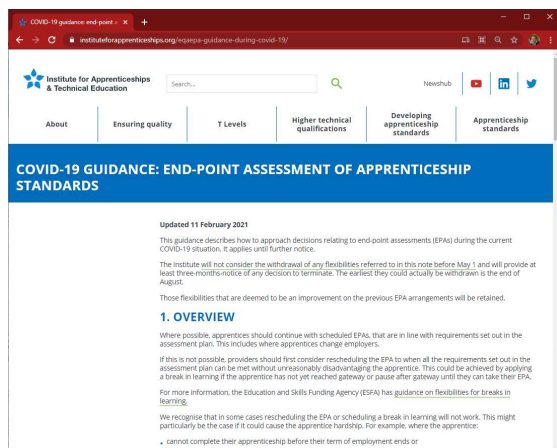 COVID-19 guidance: end-point a
instituteforapprenticeships.org/eqaepa-guidance-during-covid-19/
Institute for Apprenticeships
& Technical Education
Search...
Newshub
About
Ensuring quality
T Levels
Higher technical
qualifications
Developing
apprenticeship
standards
Apprenticeship
standards
COVID-19 GUIDANCE: END-POINT ASSESSMENT OF APPRENTICESHIP
STANDARDS
Updated 11 February 2021
This guidance describes how to approach decisions relating to end-point assessments (EPAs) during the current
COVID-19 situation. It applies until further notice.
The Institute will not consider the withdrawal of any flexibilities referred to in this note before May 1 and will provide at
least three-months-notice of any decision to terminate. The earliest they could actually be withdrawn is the end of
August.
Those flexibilities that are deemed to be an improvement on the previous EPA arrangements will be retained.
1. OVERVIEW
Where possible, apprentices should continue with scheduled EPAs, that are in line with requirements set out in the
assessment plan. This includes where apprentices change employers.
If this is not possible, providers should first consider rescheduling the EPA to when all the requirements set out in the
assessment plan can be met without unreasonably disadvantaging the apprentice. This could be achieved by applying
a break in learning if the apprentice has not yet reached gateway or pause after gateway until they can take their EPA.
For more information, the Education and Skills Funding Agency (ESFA) has guidance on flexibilities for breaks in
learning.
We recognise that in some cases rescheduling the EPA or scheduling a break in learning will not work. This might
particularly be the case if it could cause the apprentice hardship. For example, where the apprentice:
• cannot complete their apprenticeship before their term of employment ends or